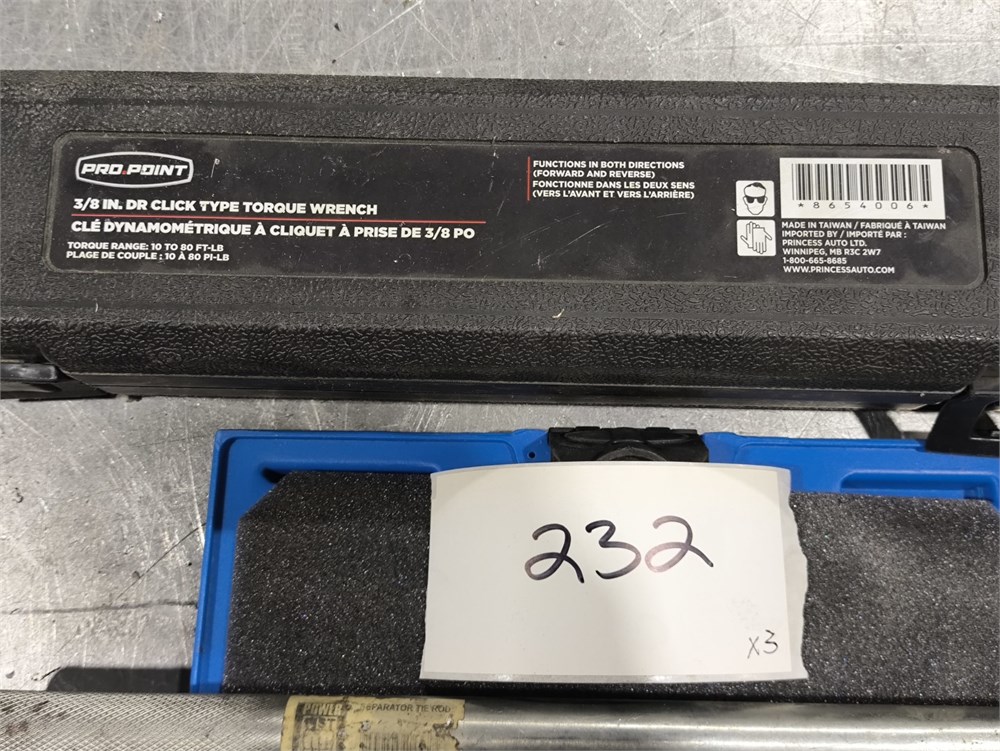 PRO.POINT
3/8 IN. DR CLICK TYPE TORQUE WRENCH
CLÉ DYNAMOMÉTRIQUE À CLIQUET À PRISE DE 3/8 PO
TORQUE RANGE: 10 TO 80 FT-LB
PLAGE DE COUPLE : 10 À 80 PI-LB
FUNCTIONS IN BOTH DIRECTIONS
(FORWARD AND REVERSE)
FONCTIONNE DANS LES DEUX SENS
(VERS L'AVANT ET VERS L'ARRIÈRE)
*8654006*
MADE IN TAIWAN / FABRIQUÉ À TAIWAN
IMPORTED BY / IMPORTÉ PAR :
PRINCESS AUTO LTD.
WINNIPEG, MB R3C 2W7
1-800-665-8685
WWW.PRINCESSAUTO.COM
232
x3
POWER
FIST
SEPARATOR TIE ROD